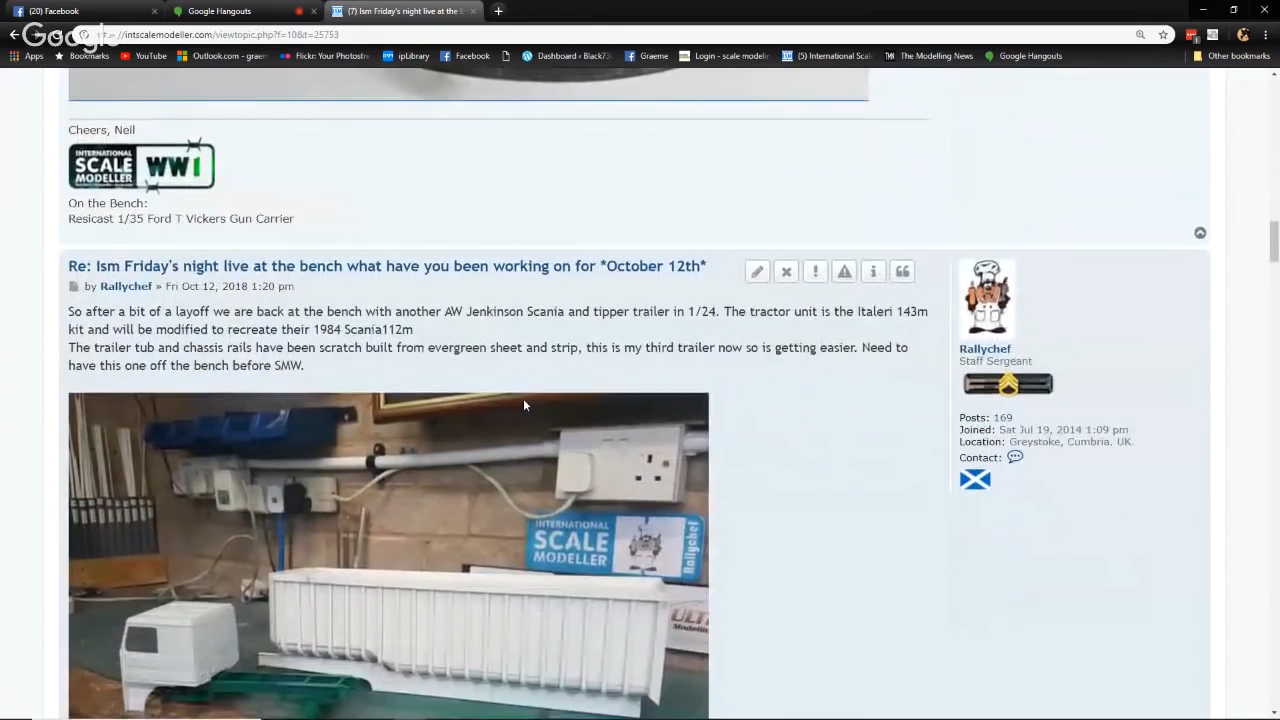 (20) Facebook
Google Hangouts
(7) Ism Friday's night live at the b
Google
https://intscalemodeller.com/viewtopic.php?f=10&t=25753
Apps
Bookmarks
YouTube
Outlook.com - graem
Flickr: Your Photostre
ipLibrary
Facebook
Dashboard ‹ Black73
Graeme
Login - scale modelin
(5) International Scale
The Modelling News
Google Hangouts
Other bookmarks
Cheers, Neil
INTERNATIONAL
SCALE
MODELLER
WW1
On the Bench:
Resicast 1/35 Ford T Vickers Gun Carrier
Re: Ism Friday's night live at the bench what have you been working on for *October 12th*
by Rallychef » Fri Oct 12, 2018 1:20 pm
So after a bit of a layoff we are back at the bench with another AW Jenkinson Scania and tipper trailer in 1/24. The tractor unit is the Italeri 143m
kit and will be modified to recreate their 1984 Scania112m
The trailer tub and chassis rails have been scratch built from evergreen sheet and strip, this is my third trailer now so is getting easier. Need to
have this one off the bench before SMW.
Rallychef
Staff Sergeant
Posts: 169
Joined: Sat Jul 19, 2014 1:09 pm
Location: Greystoke, Cumbria. UK.
Contact:
INTERNATIONAL
SCALE
MODELLER
Rallychef